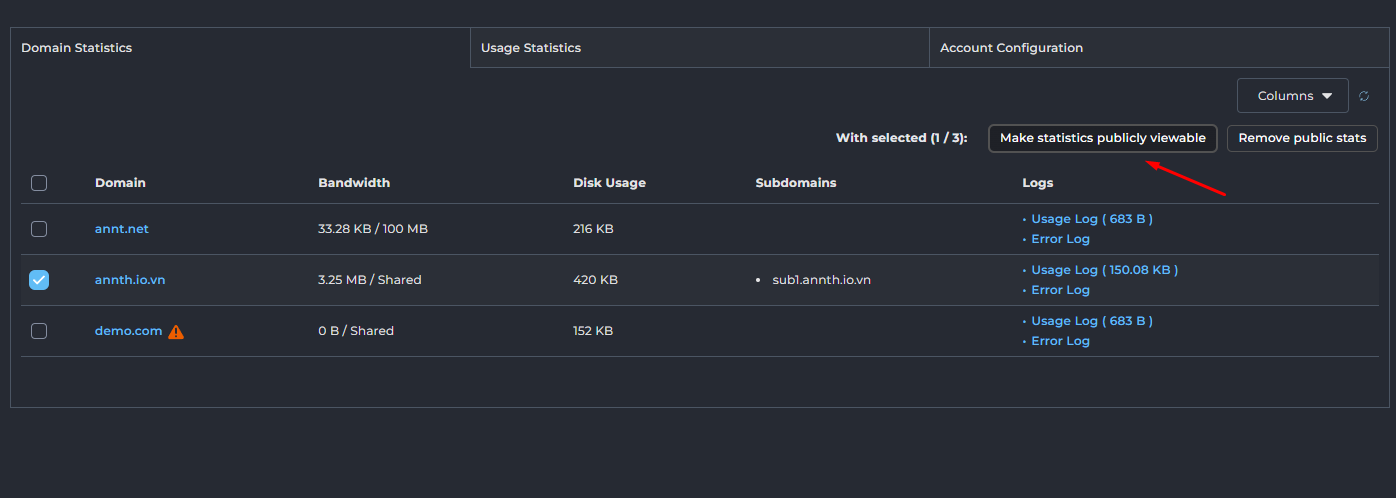 Domain Statistics Usage Statistics Account Configuration
Columns
With selected (1 / 3): Make statistics publicly viewable Remove public stats
Domain Bandwidth Disk Usage Subdomains Logs
annt.net 33.28 KB / 100 MB 216 KB
• Usage Log ( 683 B )
• Error Log
annth.io.vn 3.25 MB / Shared 420 KB • sub1.annth.io.vn
• Usage Log ( 150.08 KB )
• Error Log
demo.com 0 B / Shared 152 KB
• Usage Log ( 683 B )
• Error Log